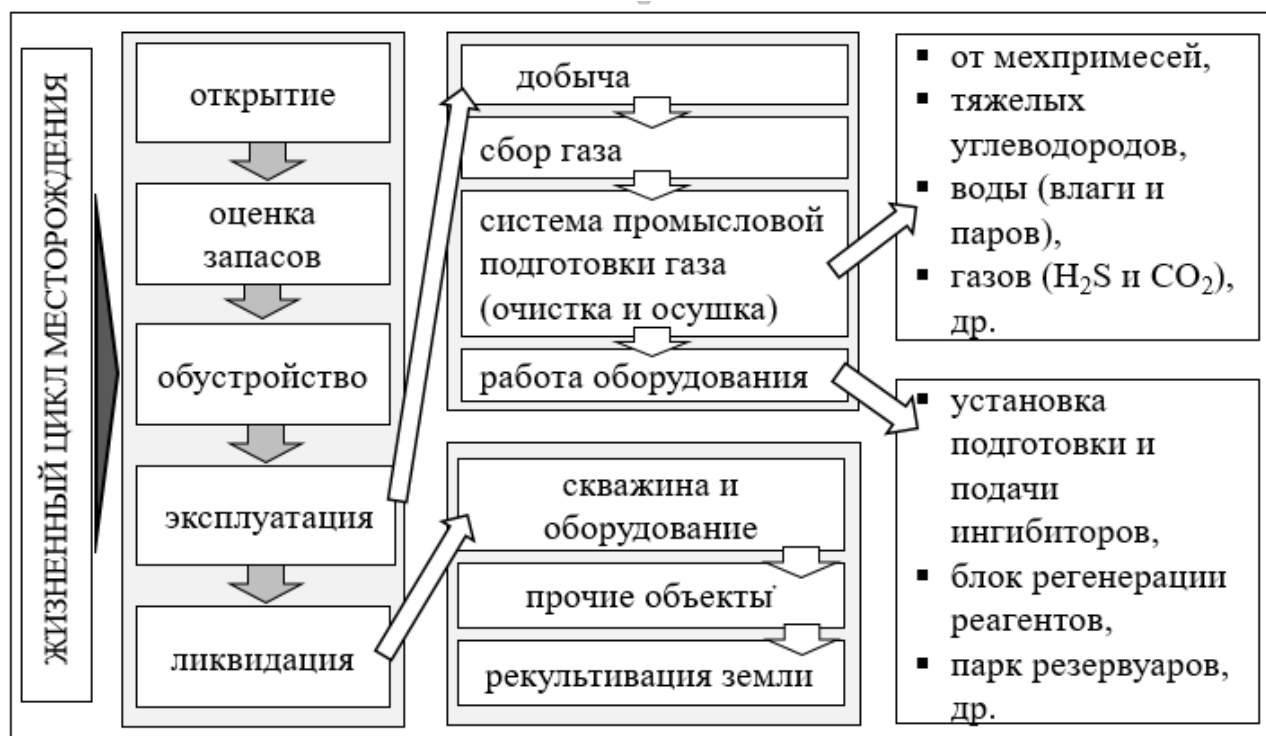 ЖИЗНЕННЫЙ ЦИКЛ МЕСТОРОЖДЕНИЯ
открытие
оценка
запасов
обустройство
эксплуатация
ликвидация
добыча
сбор газа
система промысловой
подготовки газа
(очистка и осушка)
работа оборудования
скважина и
оборудование
прочие объекты
рекультивация земли
▪ от мехпримесей,
▪ тяжелых
углеводородов,
▪ воды (влаги и
паров),
▪ газов (H₂S и CO₂),
др.
▪ установка
подготовки и
подачи
ингибиторов,
▪ блок регенерации
реагентов,
▪ парк резервуаров,
др.